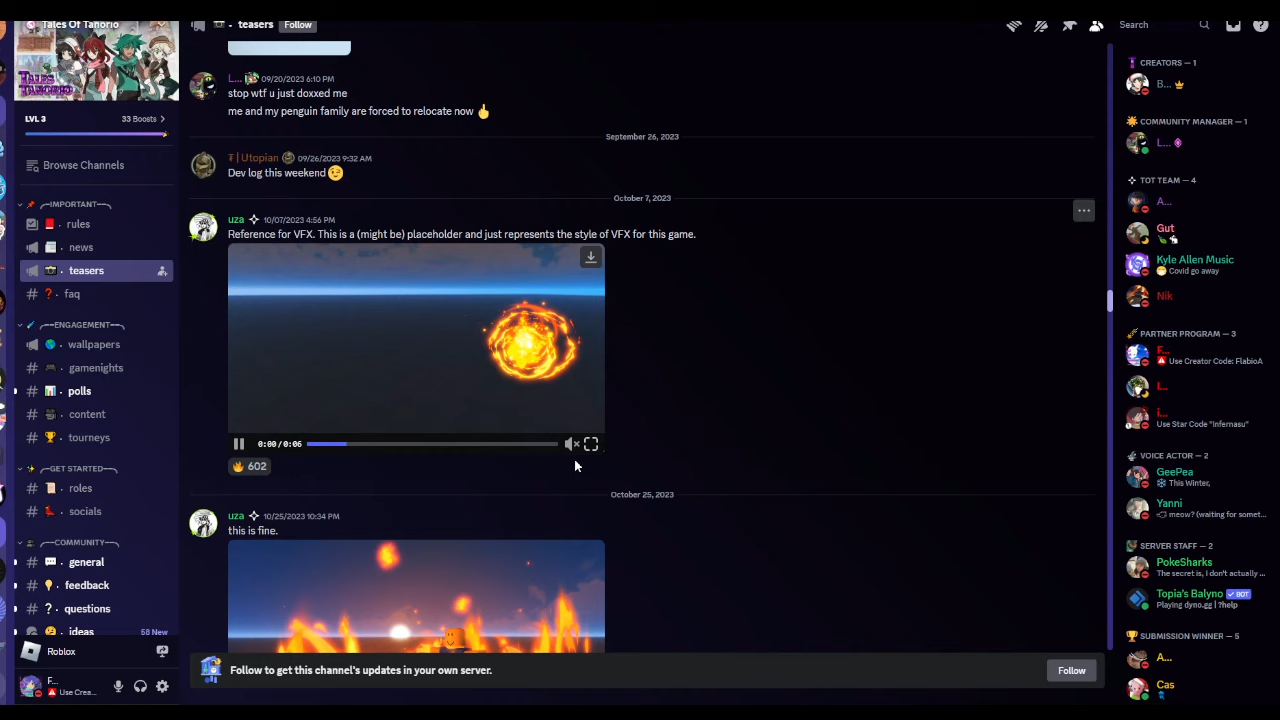 Tales Of Tanorio
TALES
TANORIO
LVL 3
33 Boosts
Browse Channels
IMPORTANT
rules
news
teasers
faq
ENGAGEMENT
wallpapers
gamenights
polls
content
tourneys
GET STARTED
roles
socials
COMMUNITY
general
feedback
questions
ideas
58 New
Roblox
F...
Use Crea...
teasers
Follow
Search
L... 09/20/2023 6:10 PM
stop wtf u just doxxed me
me and my penguin family are forced to relocate now
September 26, 2023
₮ | Utopian 09/26/2023 9:32 AM
Dev log this weekend
October 7, 2023
uza 10/07/2023 4:56 PM
Reference for VFX. This is a (might be) placeholder and just represents the style of VFX for this game.
0:00/0:06
602
October 25, 2023
uza 10/25/2023 10:34 PM
this is fine.
Follow to get this channel's updates in your own server.
Follow
CREATORS — 1
B...
COMMUNITY MANAGER — 1
L...
TOT TEAM — 4
A...
Gut
Kyle Allen Music
Covid go away
Nik
PARTNER PROGRAM — 3
F...
Use Creator Code: FlabioA
I...
i...
Use Star Code "Infernasu"
VOICE ACTOR — 2
GeePea
This Winter,
Yanni
meow? (waiting for somet...
SERVER STAFF — 2
PokeSharks
The secret is, I don't actually ...
Topia's Balyno BOT
Playing dyno.gg | ?help
SUBMISSION WINNER — 5
A...
Cas